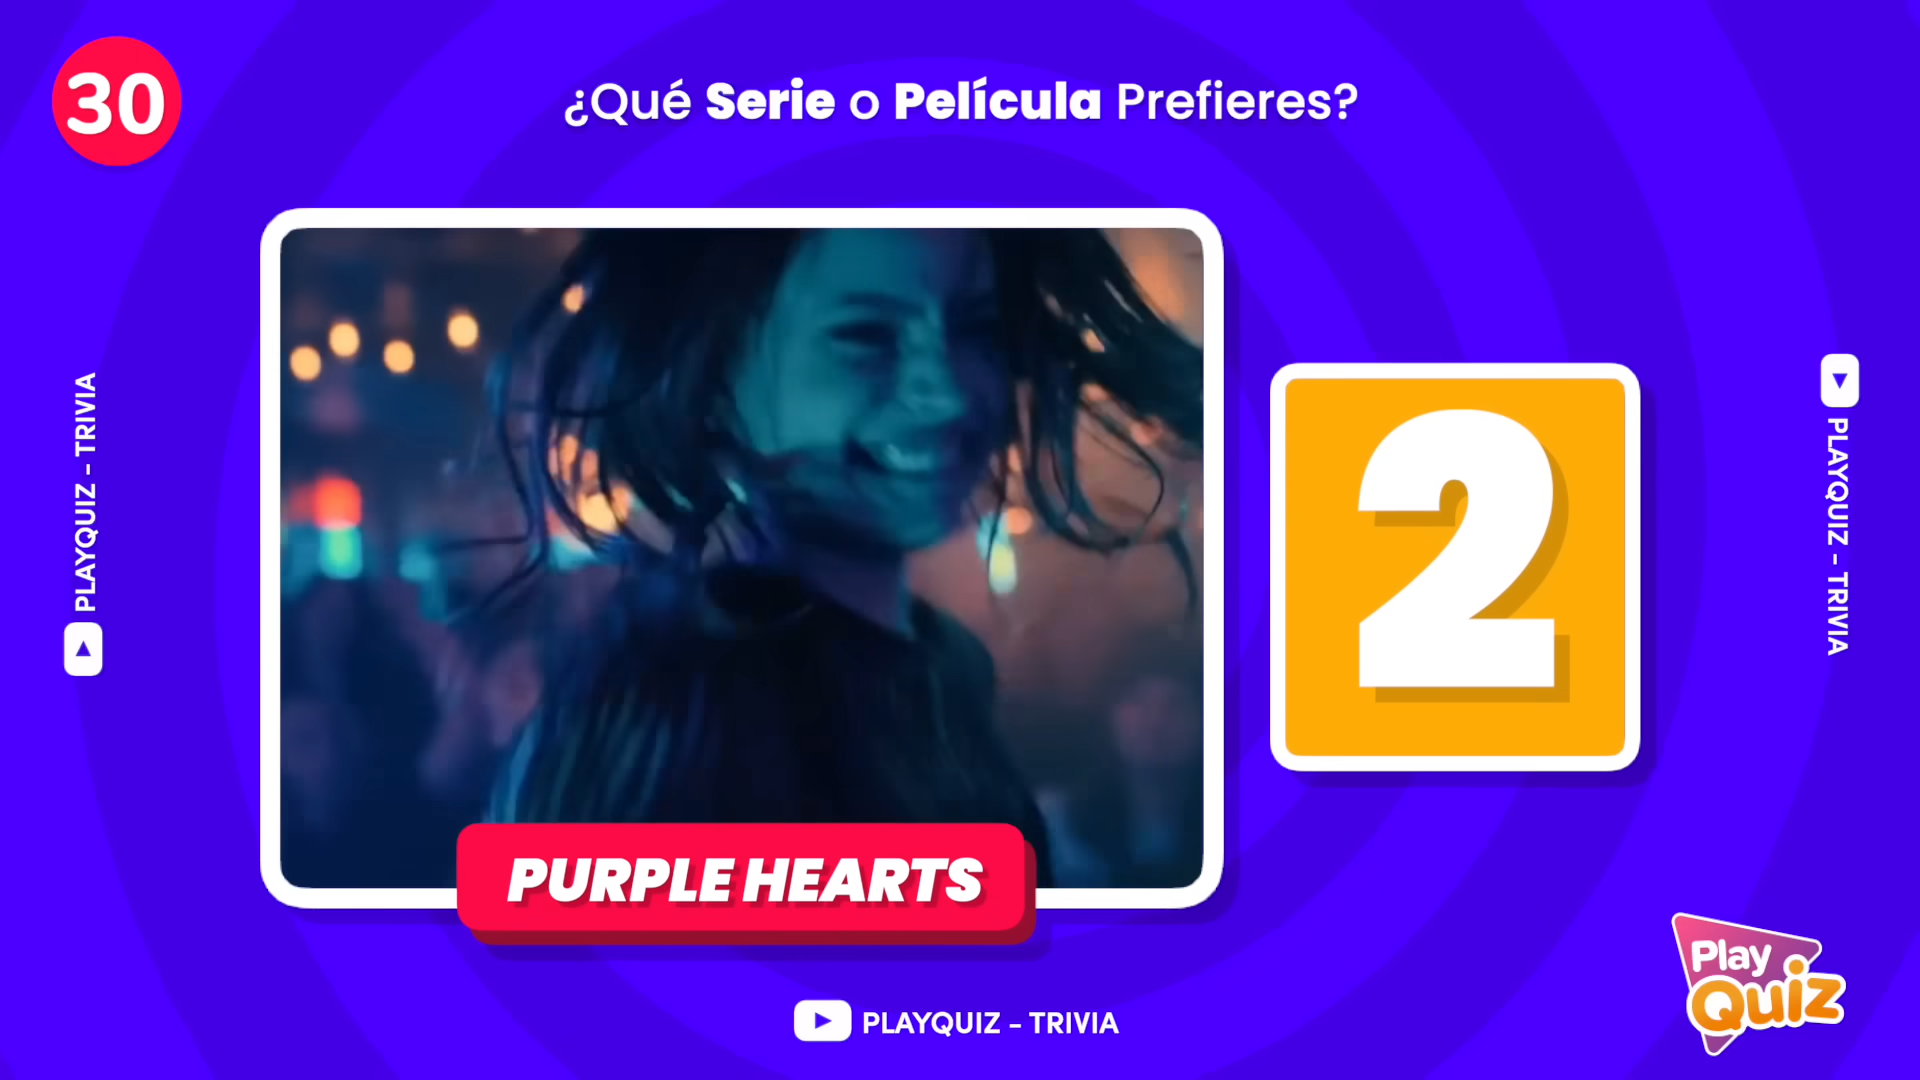 30
¿Qué Serie o Película Prefieres?
PLAYQUIZ - TRIVIA
2
PLAYQUIZ - TRIVIA
PURPLE HEARTS
Play
Quiz
PLAYQUIZ - TRIVIA